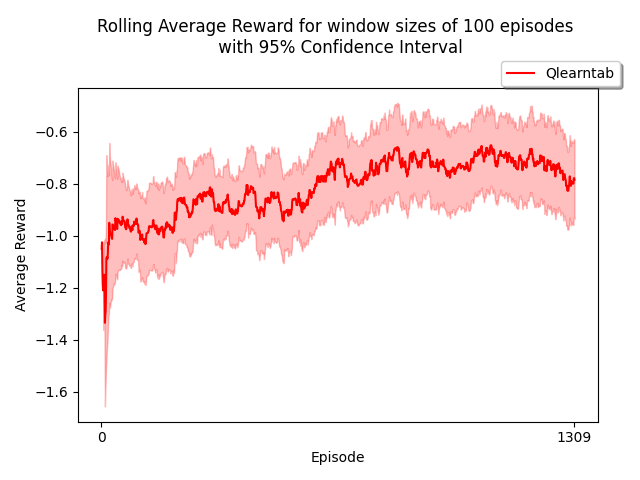 Rolling Average Reward for window sizes of 100 episodes
with 95% Confidence Interval
Qlearntab
−0.6
−0.8
−1.0
−1.2
−1.4
−1.6
Average Reward
0
1309
Episode